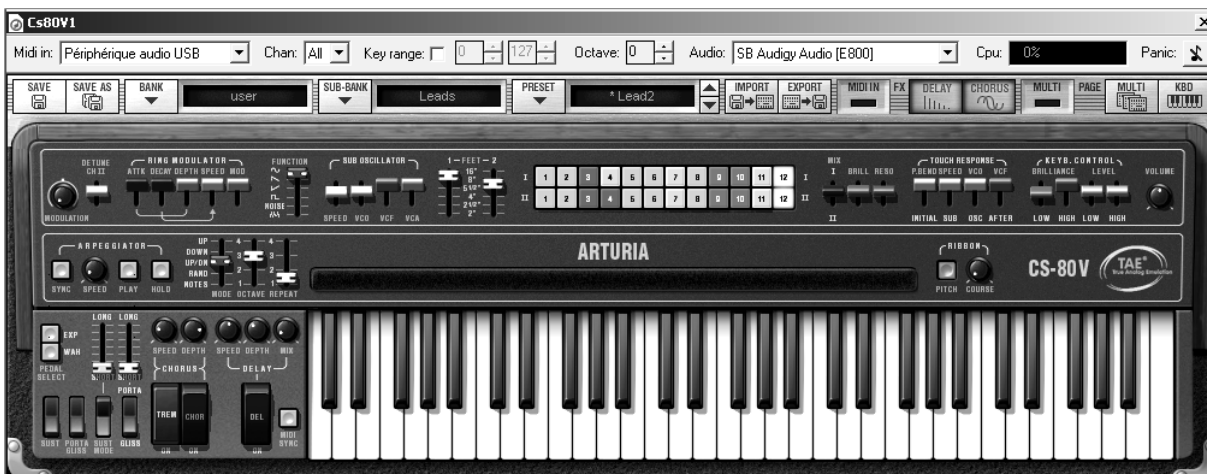 Cs80V1
Midi in: Périphérique audio USB Chan: All Key range: 0 127 Octave: 0 Audio: SB Audigy Audio [E800] Cpu: 0% Panic:
SAVE SAVE AS BANK user SUB-BANK Leads PRESET * Lead2 IMPORT EXPORT MIDI IN FX DELAY CHORUS MULTI PAGE MULTI KBD
DETUNE CH II RING MODULATOR FUNCTION SUB OSCILLATOR 1 - FEET - 2 MIX TOUCH RESPONSE KEYB. CONTROL
ATTK DECAY DEPTH SPEED MOD I BRILL RESO P.BEND SPEED VCO VCF BRILLIANCE LEVEL VOLUME
16' 8' 5 1/2' 4' 2 1/2' 2'
I 1 2 3 4 5 6 7 8 9 10 11 12 I
II 1 2 3 4 5 6 7 8 9 10 11 12 II
MODULATION NOISE SPEED VCO VCF VCA II INITIAL SUB OSC AFTER LOW HIGH LOW HIGH
ARPEGGIATOR UP DOWN UP/DN RAND NOTES 4 3 2 1 4 3 2 1 ARTURIA RIBBON CS-80V TAE®
True Analog Emulation
SYNC SPEED PLAY HOLD MODE OCTAVE REPEAT PITCH COURSE
LONG LONG
EXP
WAH
PEDAL SELECT
SPEED DEPTH SPEED DEPTH MIX
CHORUS DELAY
PORTA
TREM CHOR DEL
SUST PORTA GLISS SUST MODE GLISS ON ON ON MIDI SYNC